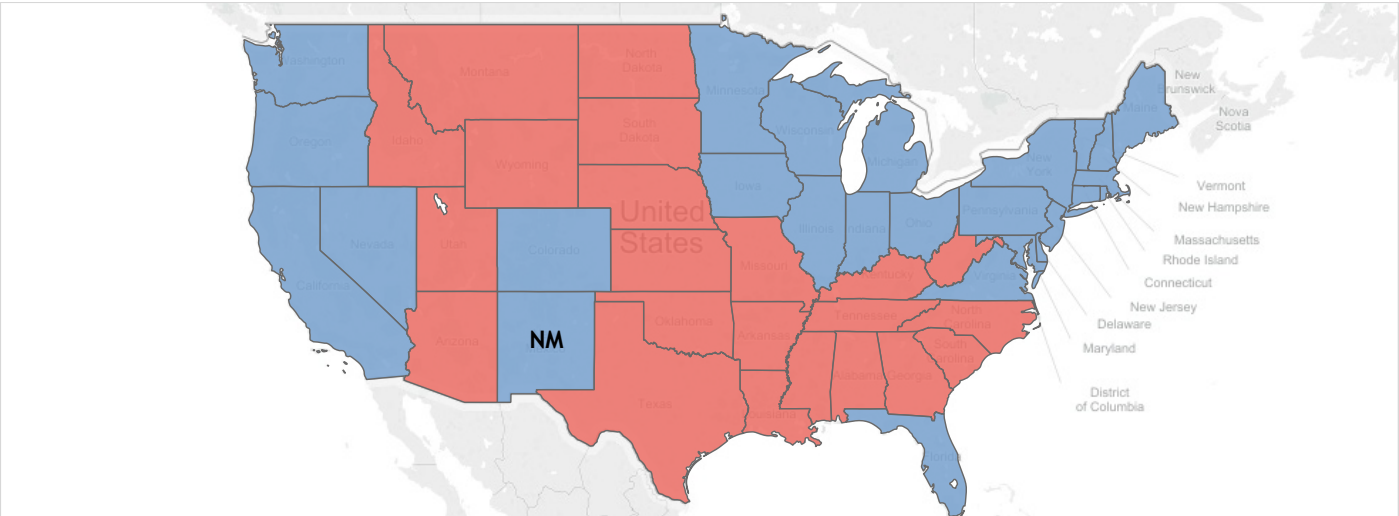 Washington
Montana
North
Dakota
Minnesota
New
Brunswick
Maine
Nova
Scotia
Oregon
Idaho
South
Dakota
Wisconsin
Michigan
New
York
Wyoming
Iowa
Vermont
New Hampshire
United
States
Nevada
Utah
Colorado
Illinois
Indiana
Ohio
Pennsylvania
Massachusetts
Rhode Island
Connecticut
California
Missouri
Kentucky
Virginia
New Jersey
Delaware
Maryland
NM
Arizona
Oklahoma
Arkansas
Tennessee
North
Carolina
South
Carolina
Alabama
Georgia
District
of Columbia
Texas
Louisiana
Florida